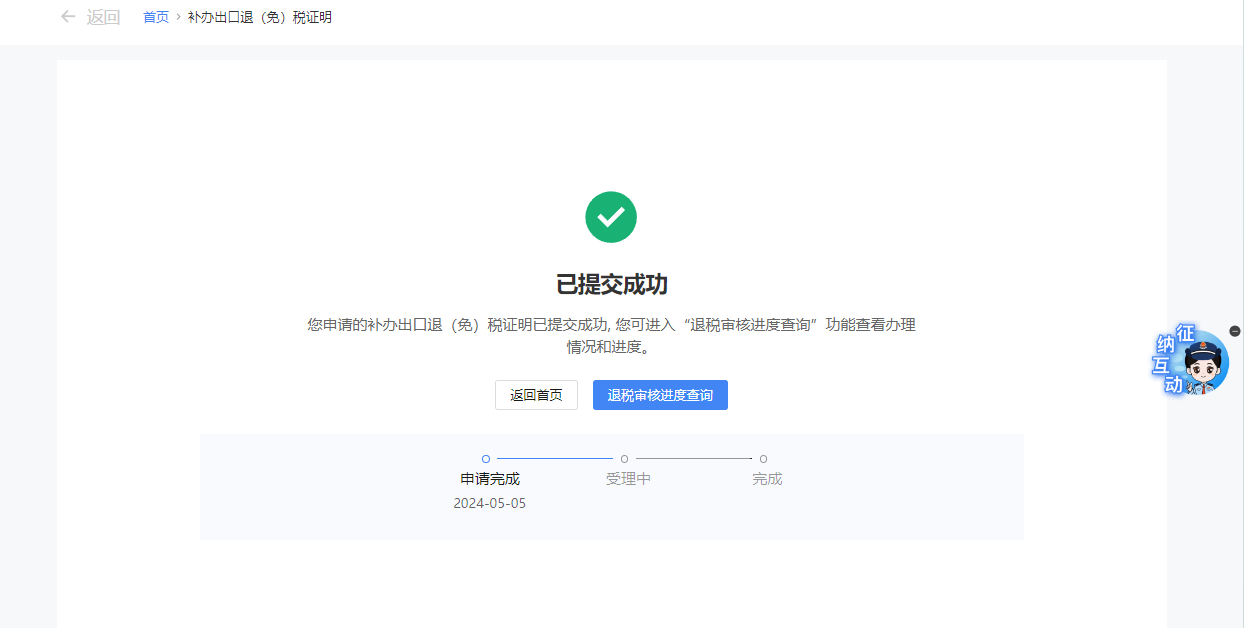 返回 首页 > 补办出口退（免）税证明
已提交成功
您申请的补办出口退（免）税证明已提交成功, 您可进入“退税审核进度查询”功能查看办理
情况和进度。
返回首页 退税审核进度查询
征纳互动
申请完成 受理中 完成
2024-05-05